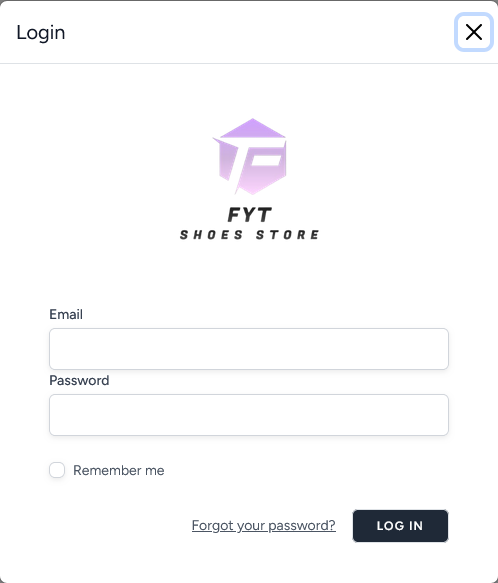 Login
FYT
SHOES STORE
Email
Password
Remember me
Forgot your password? LOG IN